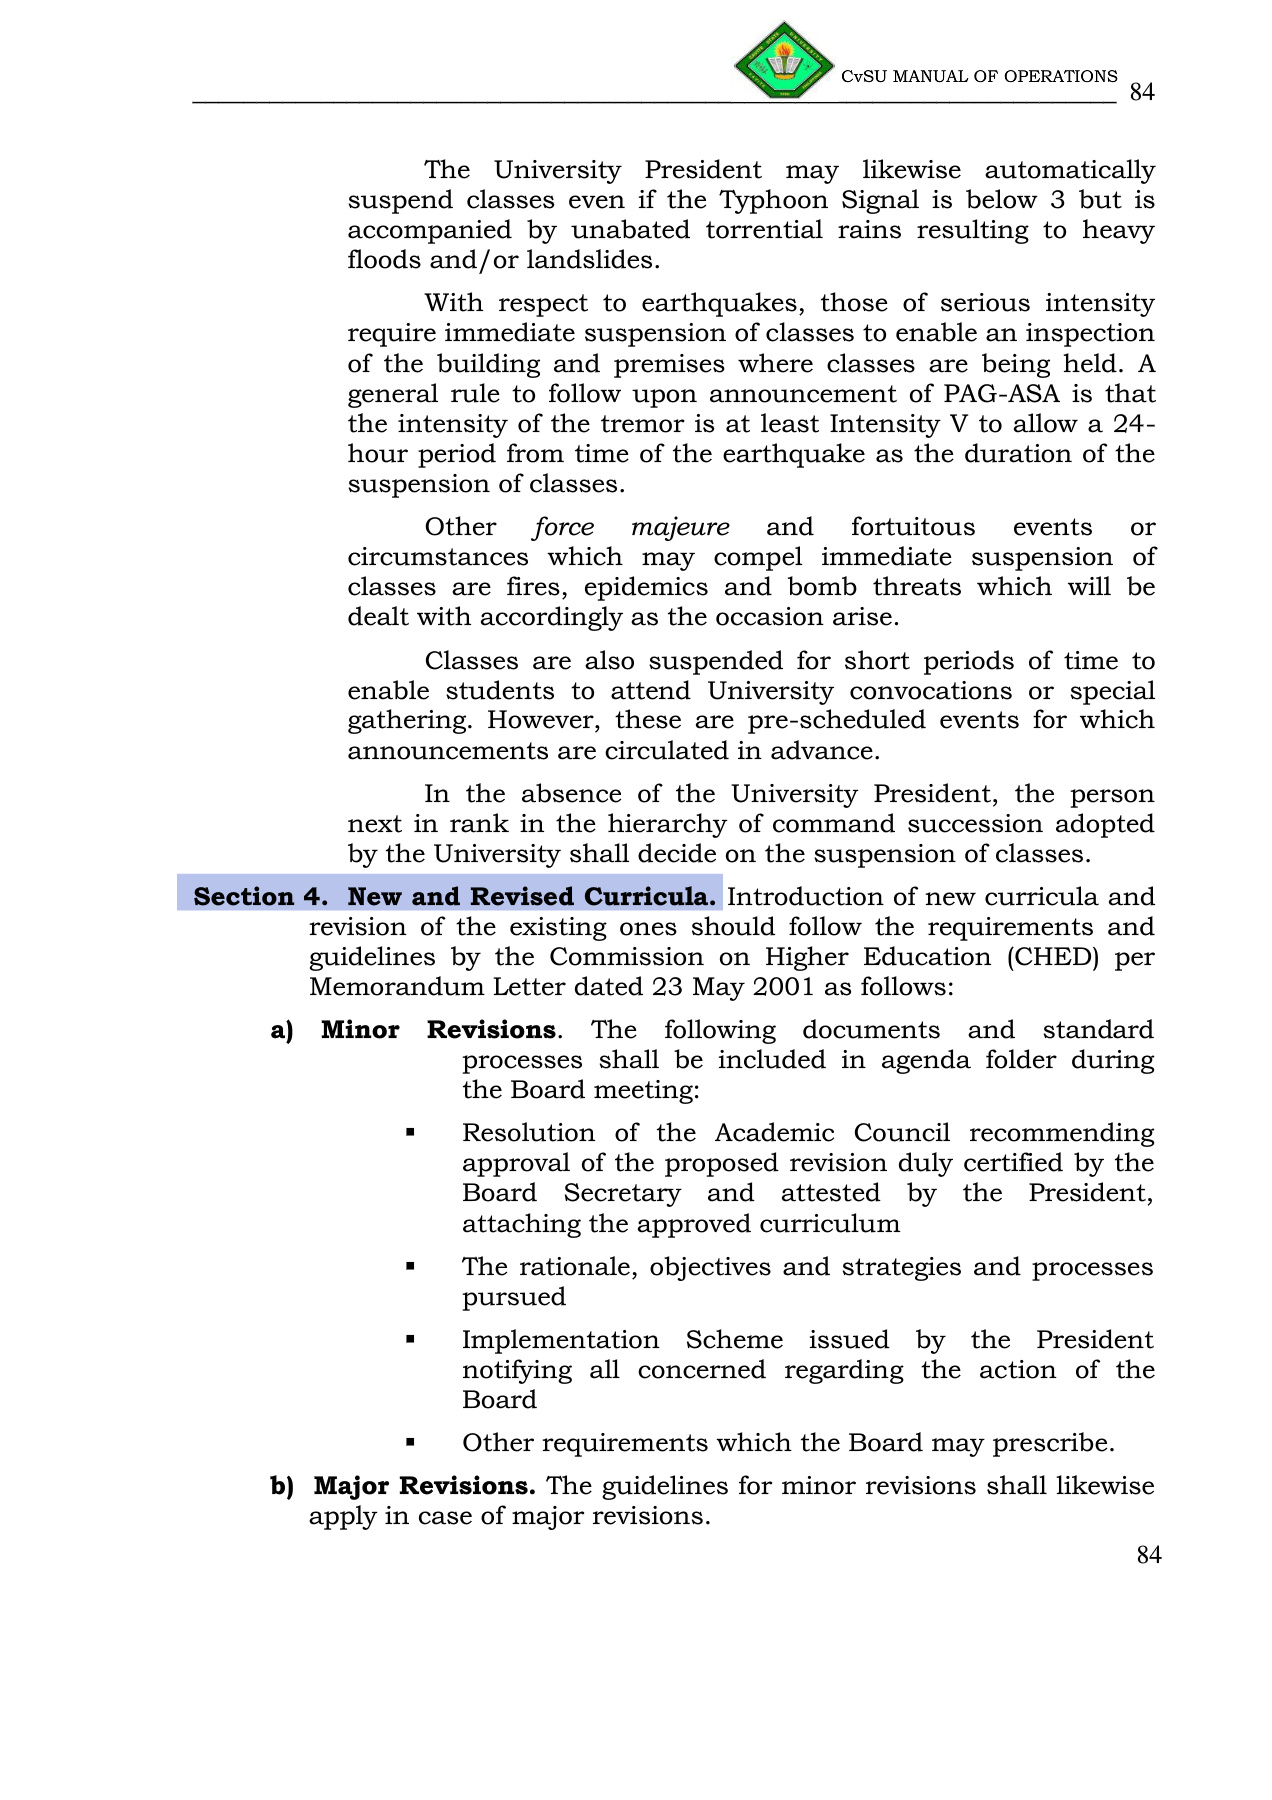 CvSU MANUAL OF OPERATIONS
84
The University President may likewise automatically
suspend classes even if the Typhoon Signal is below 3 but is
accompanied by unabated torrential rains resulting to heavy
floods and/or landslides.
With respect to earthquakes, those of serious intensity
require immediate suspension of classes to enable an inspection
of the building and premises where classes are being held. A
general rule to follow upon announcement of PAG-ASA is that
the intensity of the tremor is at least Intensity V to allow a 24-
hour period from time of the earthquake as the duration of the
suspension of classes.
Other force majeure and fortuitous events or
circumstances which may compel immediate suspension of
classes are fires, epidemics and bomb threats which will be
dealt with accordingly as the occasion arise.
Classes are also suspended for short periods of time to
enable students to attend University convocations or special
gathering. However, these are pre-scheduled events for which
announcements are circulated in advance.
In the absence of the University President, the person
next in rank in the hierarchy of command succession adopted
by the University shall decide on the suspension of classes.
Section 4. New and Revised Curricula. Introduction of new curricula and
revision of the existing ones should follow the requirements and
guidelines by the Commission on Higher Education (CHED) per
Memorandum Letter dated 23 May 2001 as follows:
a) Minor Revisions. The following documents and standard
processes shall be included in agenda folder during
the Board meeting:
▪ Resolution of the Academic Council recommending
approval of the proposed revision duly certified by the
Board Secretary and attested by the President,
attaching the approved curriculum
▪ The rationale, objectives and strategies and processes
pursued
▪ Implementation Scheme issued by the President
notifying all concerned regarding the action of the
Board
▪ Other requirements which the Board may prescribe.
b) Major Revisions. The guidelines for minor revisions shall likewise
apply in case of major revisions.
84